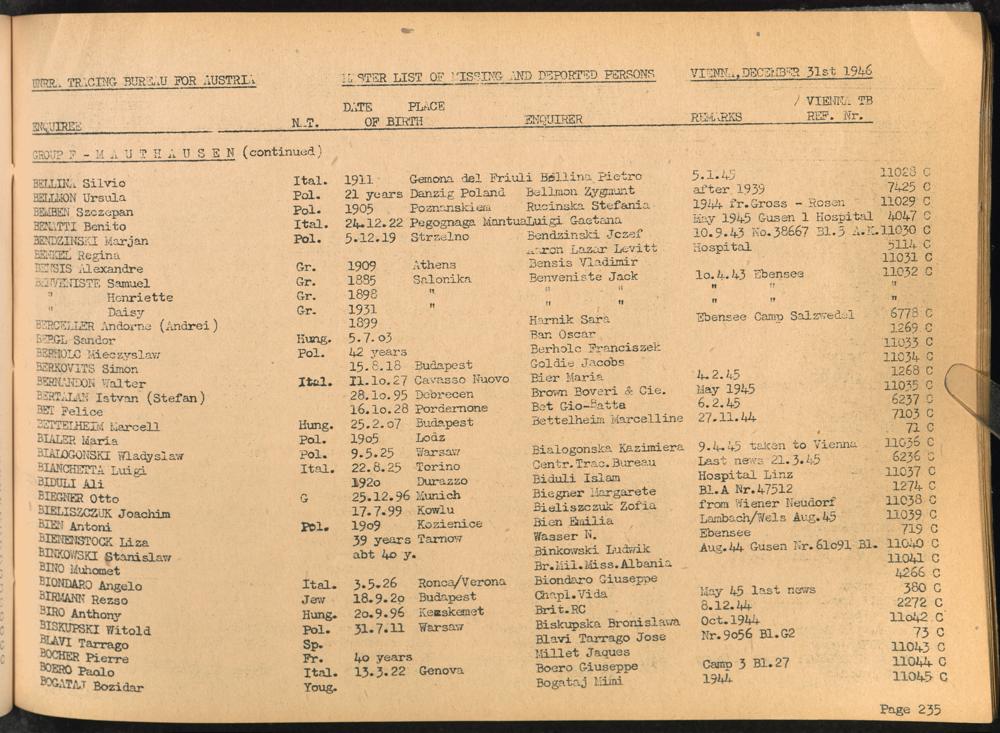 UNRRA TRACING BUREAU FOR AUSTRIA MASTER LIST OF MISSING AND DEPORTED PERSONS VIENNA, DECEMBER 31st 1946
DATE PLACE / VIENNA TB
ENQUIREE NAT. OF BIRTH ENQUIRER REMARKS REF. Nr.
GROUP F - M A U T H A U S E N (continued)
BELLINA Silvio Ital. 1911 Gemona del Friuli Bellina Pietro 5.1.45 11028 C
BELLMON Ursula Pol. 21 years Danzig Poland Bellmon Zygmunt after 1939 7425 C
BEMBEN Szczepan Pol. 1905 Poznanskiem Rucinska Stefania 1944 fr.Gross - Rosen 11029 C
BENATTI Benito Ital. 24.12.22 Pegognaga Mantua Luigi Gaetana May 1945 Gusen 1 Hospital 4047 C
BENDZINSKI Marjan Pol. 5.12.19 Strzelno Bendzinski Jczef 10.9.43 No.38667 Bl.3 A.K. 11030 C
BENKEL Regina Aaron Lazar Levitt Hospital 5114 C
BENSIS Alexandre Gr. 1909 Athens Bensis Vladimir 11031 C
BENVENISTE Samuel Gr. 1885 Salonika Benveniste Jack 10.4.43 Ebensee 11032 C
" Henriette Gr. 1898 " " " " " "
" Daisy Gr. 1931 " " " " " "
BERCELLER Andorne (Andrei) 1899 Harnik Sara Ebensee Camp Salzwedel 6778 C
BERGL Sandor Hung. 5.7.03 Ban Oscar 1269 C
BERHOLC Mieczyslaw Pol. 42 years Berholc Franciszek 11033 C
BERKOVITS Simon 15.8.18 Budapest Goldie Jacobs 11034 C
BERNANDON Walter Ital. 11.10.27 Cavasso Nuovo Bier Maria 4.2.45 1268 C
BERTALAN Istvan (Stefan) 28.10.95 Debrecen Brown Boveri & Cie. May 1945 11035 C
BET Felice 16.10.28 Pordernone Bet Gio-Batta 6.2.45 6237 C
BETTELHEIM Marcell Hung. 25.2.07 Budapest Bettelheim Marcelline 27.11.44 7103 C
BIALER Maria Pol. 1905 Lodz 71 C
BIALOGONSKI Wladyslaw Pol. 9.5.25 Warsaw Bialogonska Kazimiera 9.4.45 taken to Vienna 11036 C
BIANCHETTA Luigi Ital. 22.8.25 Torino Centr.Trac.Bureau Last news 21.3.45 6236 C
BIDULI Ali 1920 Durazzo Biduli Islam Hospital Linz 11037 C
BIEGNER Otto G 25.12.96 Munich Biegner Margarete Bl.A Nr.47512 1274 C
BIELISZCZUK Joachim 17.7.99 Kowlu Bieliszczuk Zofia from Wiener Neudorf 11038 C
BIEN Antoni Pol. 1909 Kozienice Bien Emilia Lambach/Wels Aug.45 11039 C
BIENENSTOCK Liza 39 years Tarnow Wasser N. Ebensee 719 C
BINKOWSKI Stanislaw abt 40 y. Binkowski Ludwik Aug.44 Gusen Nr.61091 Bl. 11040 C
BINO Muhomet Br.Mil.Miss.Albania 11041 C
BIONDARO Angelo Ital. 3.5.26 Ronca/Verona Biondaro Giuseppe 4266 C
BIRMANN Rezso Jew 18.9.20 Budapest Chapl.Vida May 45 last news 380 C
BIRO Anthony Hung. 20.9.96 Kezskemet Brit.RC 8.12.44 2272 C
BISKUPSKI Witold Pol. 31.7.11 Warsaw Biskupska Bronislawa Oct.1944 11042 C
BLAVI Tarrago Sp. Blavi Tarrago Jose Nr.9056 Bl.G2 73 C
BOCHER Pierre Fr. 40 years Millet Jaques 11043 C
BOERO Paolo Ital. 13.3.22 Genova Boero Giuseppe Camp 3 Bl.27 11044 C
BOGATAJ Bozidar Youg. Bogataj Mimi 1944 11045 C
Page 235